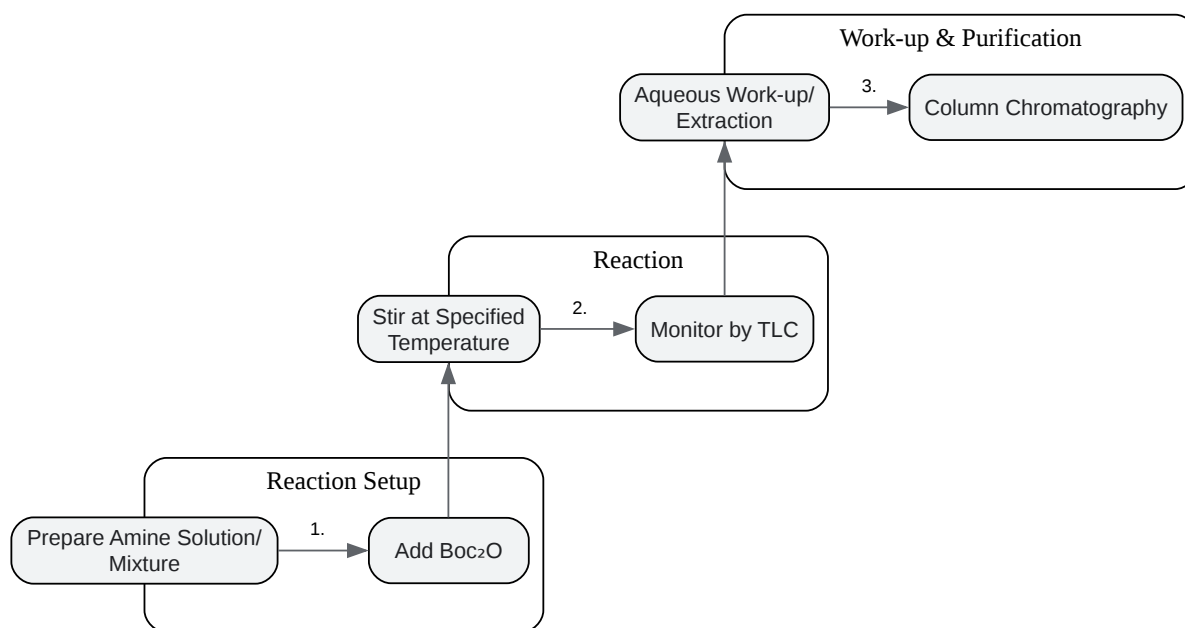 Work-up & Purification
Aqueous Work-up/
Extraction
3.
Column Chromatography
Reaction
Stir at Specified
Temperature
2.
Monitor by TLC
Reaction Setup
Prepare Amine Solution/
Mixture
1.
Add Boc₂O